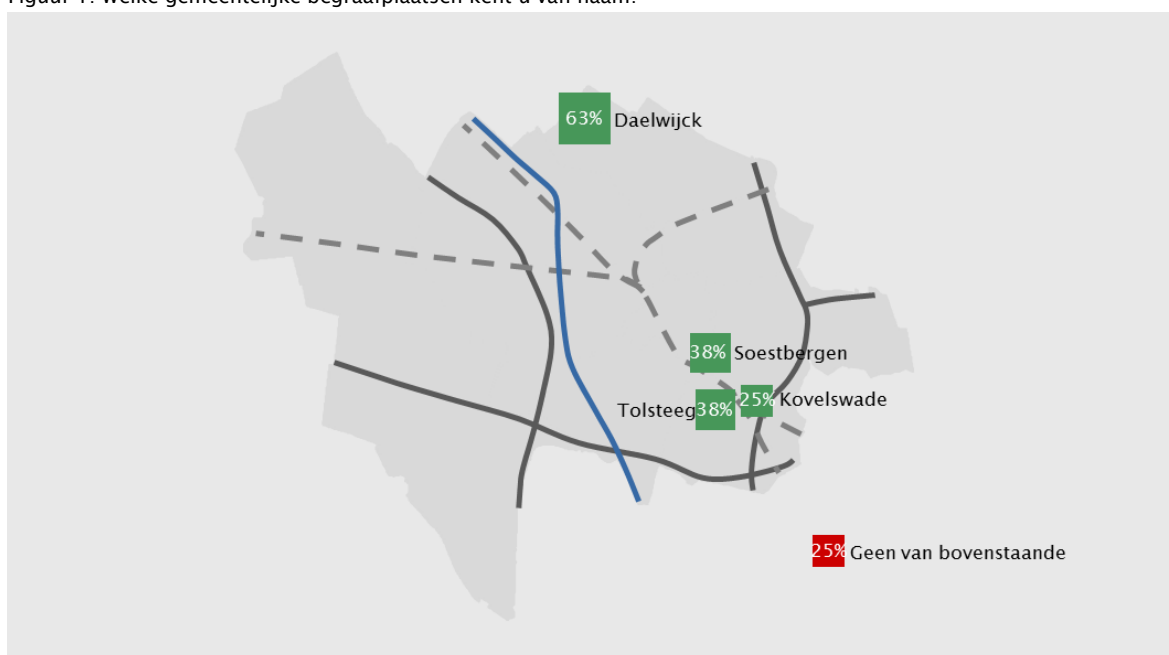 Figuur 1: Welke gemeentelijke begraafplaatsen kent u van naam?
63% Daelwijck
38% Soestbergen
25% Kovelswade
Tolsteeg 38%
25% Geen van bovenstaande